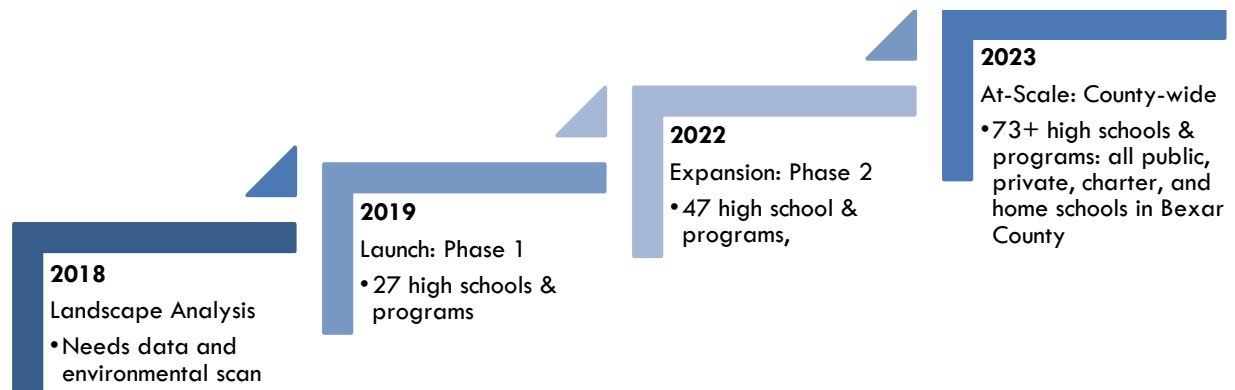 2018
Landscape Analysis
•Needs data and
environmental scan
2019
Launch: Phase 1
•27 high schools &
programs
2022
Expansion: Phase 2
•47 high school &
programs,
2023
At-Scale: County-wide
•73+ high schools &
programs: all public,
private, charter, and
home schools in Bexar
County